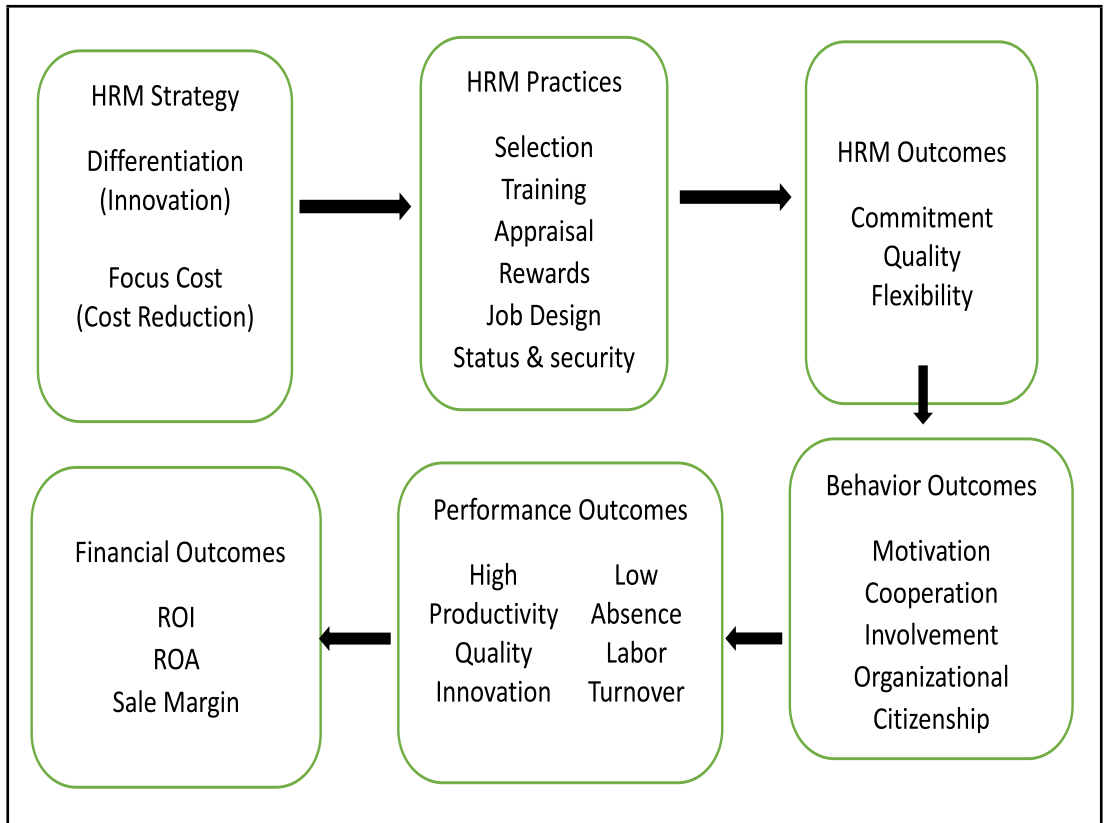 HRM Strategy
Differentiation
(Innovation)
Focus Cost
(Cost Reduction)
HRM Practices
Selection
Training
Appraisal
Rewards
Job Design
Status & security
HRM Outcomes
Commitment
Quality
Flexibility
Behavior Outcomes
Motivation
Cooperation
Involvement
Organizational
Citizenship
Performance Outcomes
High
Productivity
Quality
Innovation
Low
Absence
Labor
Turnover
Financial Outcomes
ROI
ROA
Sale Margin